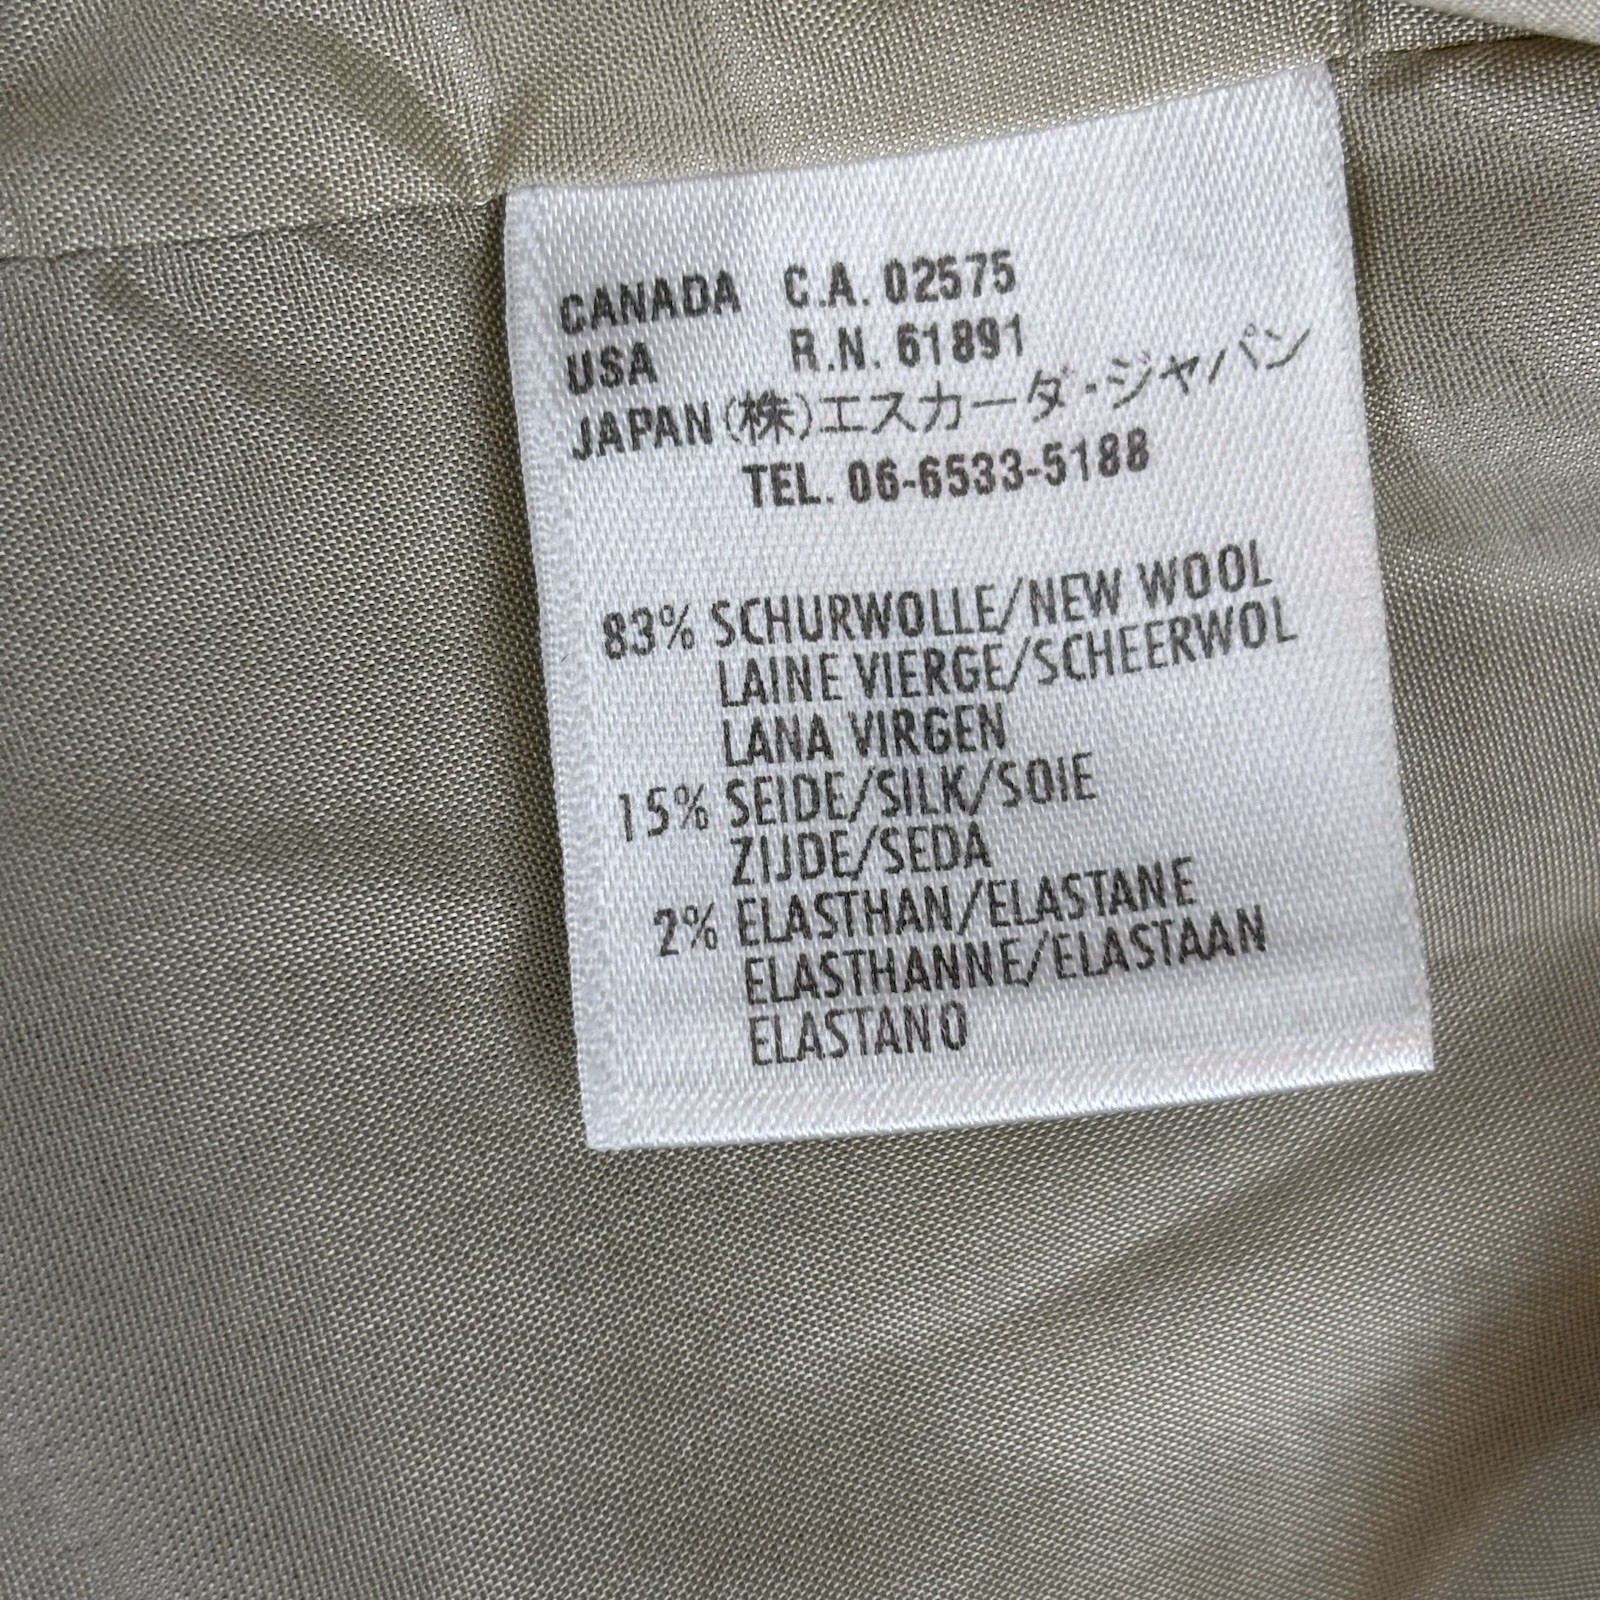 CANADA C.A. 02575
USA R.N. 61891
JAPAN (株)エスカーダ・ジャパン
TEL. 06-6533-5188
83% SCHURWOLLE/NEW WOOL
LAINE VIERGE/SCHEERWOL
LANA VIRGEN
15% SEIDE/SILK/SOIE
ZIJDE/SEDA
2% ELASTHAN/ELASTANE
ELASTHANNE/ELASTAAN
ELASTANO